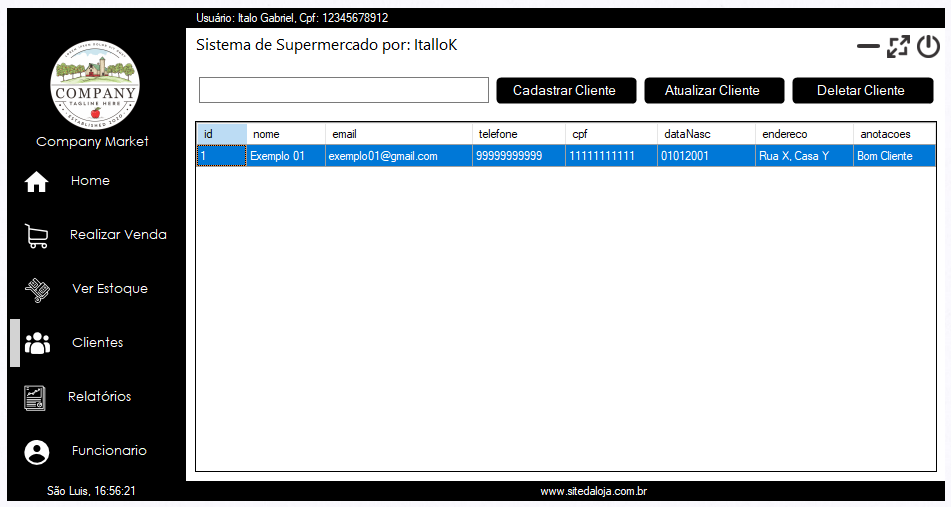 Usuário: Italo Gabriel, Cpf: 12345678912
Sistema de Supermercado por: ItalloK
COMPANY
TAGLINE HERE
ESTABLISHED 2020
Company Market
Home
Realizar Venda
Ver Estoque
Clientes
Relatórios
Funcionario
São Luis, 16:56:21
Cadastrar Cliente Atualizar Cliente Deletar Cliente
id nome email telefone cpf dataNasc endereco anotacoes
1 Exemplo 01 exemplo01@gmail.com 99999999999 11111111111 01012001 Rua X, Casa Y Bom Cliente
www.sitedaloja.com.br